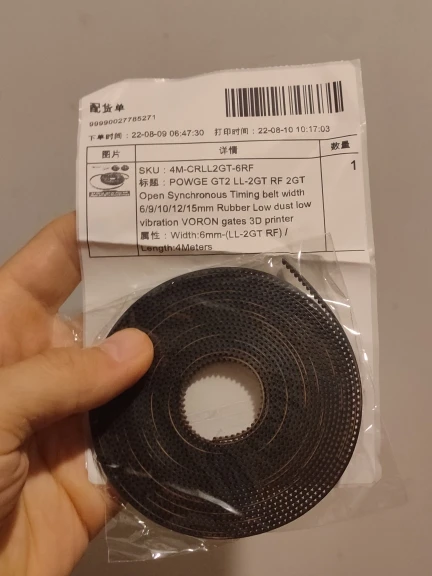 配货单
99990027785271
下单时间：22-08-09 06:47:30 打印时间：22-08-10 10:17:03
图片 详情 数量
SKU：4M-CRLL2GT-6RF 1
标题：POWGE GT2 LL-2GT RF 2GT
Open Synchronous Timing belt width
6/9/10/12/15mm Rubber Low dust low
vibration VORON gates 3D printer
属性：Width:6mm-(LL-2GT RF) /
Length:4Meters